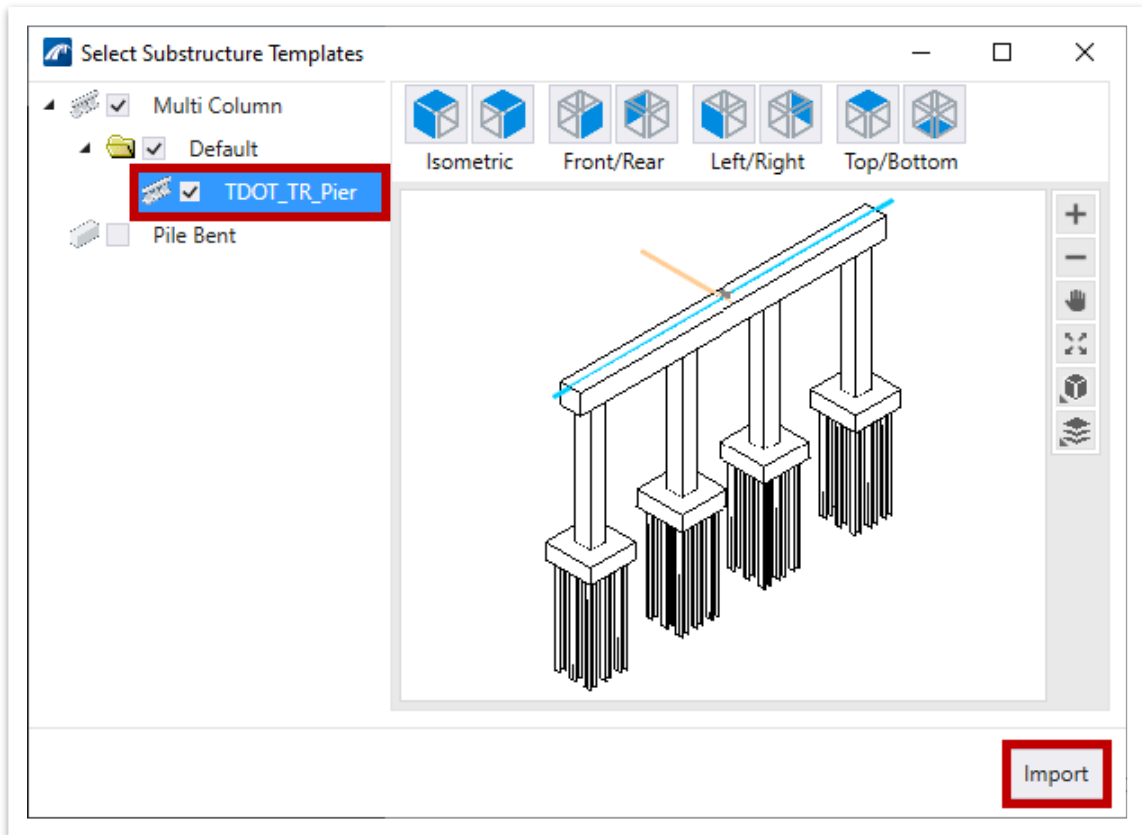 Select Substructure Templates
Multi Column
Default
TDOT_TR_Pier
Pile Bent
Isometric
Front/Rear
Left/Right
Top/Bottom
Import